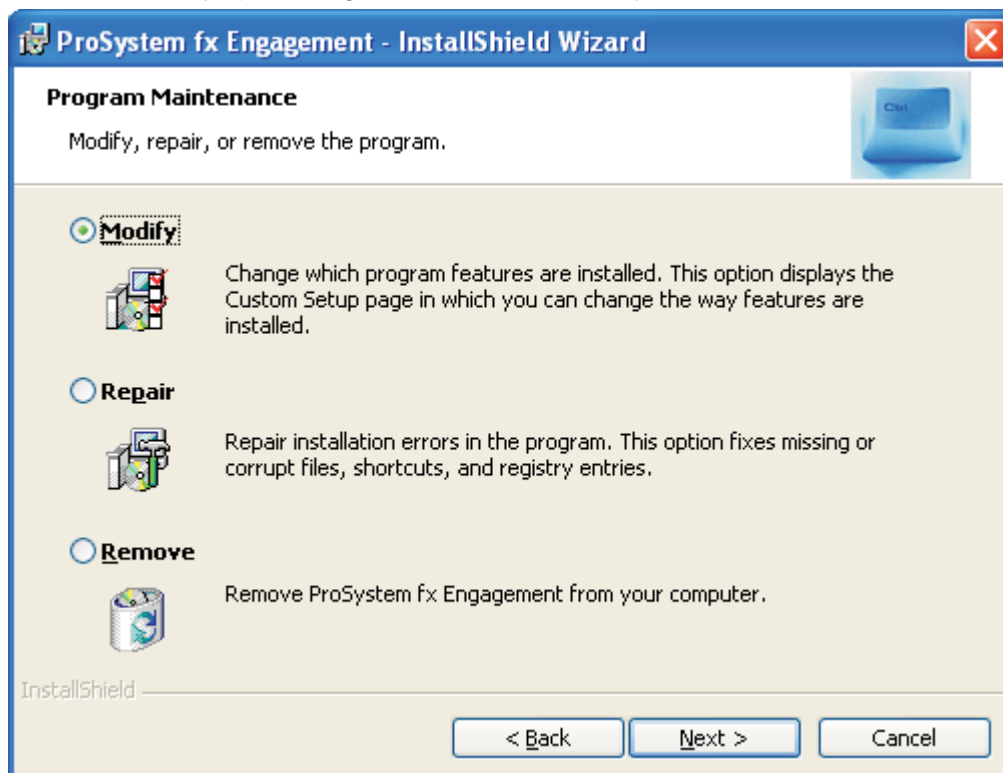 ProSystem fx Engagement - InstallShield Wizard
Program Maintenance
Modify, repair, or remove the program.
Ctrl
Modify
Change which program features are installed. This option displays the
Custom Setup page in which you can change the way features are
installed.
Repair
Repair installation errors in the program. This option fixes missing or
corrupt files, shortcuts, and registry entries.
Remove
Remove ProSystem fx Engagement from your computer.
InstallShield
< Back
Next >
Cancel